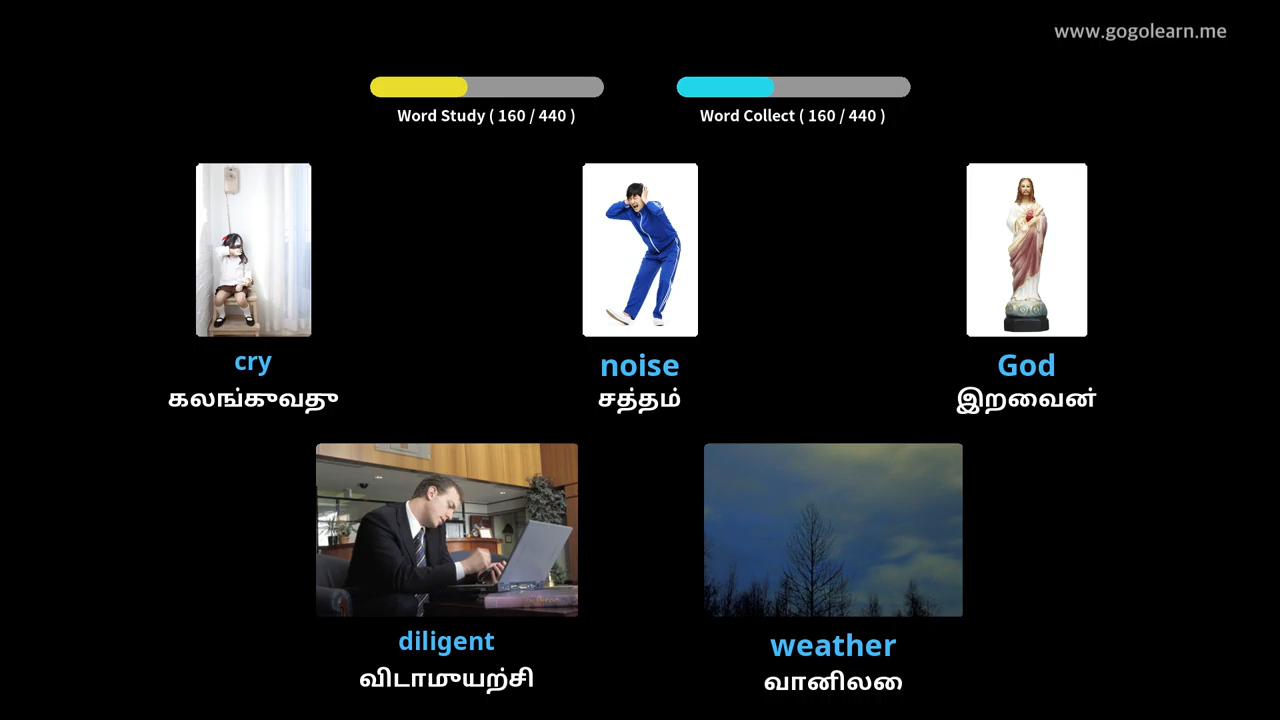 www.gogolearn.me
Word Study ( 160 / 440 )
Word Collect ( 160 / 440 )
cry
கலங்குவது
noise
சத்தம்
God
இறைவன்
diligent
விடாமுயற்சி
weather
வானிலை